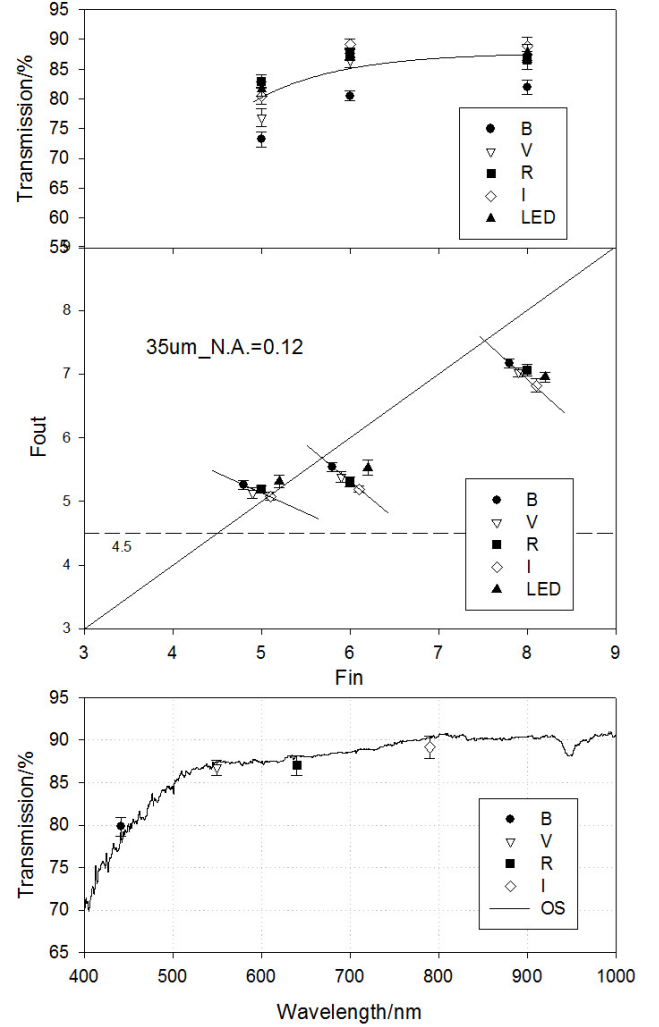 95
90
85
80
75
70
65
60
55
Transmission/%
B
V
R
I
LED
9
8
7
6
5
4
3
Fout
35um_N.A.=0.12
4.5
B
V
R
I
LED
3 4 5 6 7 8 9
Fin
95
90
85
80
75
70
65
Transmission/%
B
V
R
I
OS
400 500 600 700 800 900 1000
Wavelength/nm